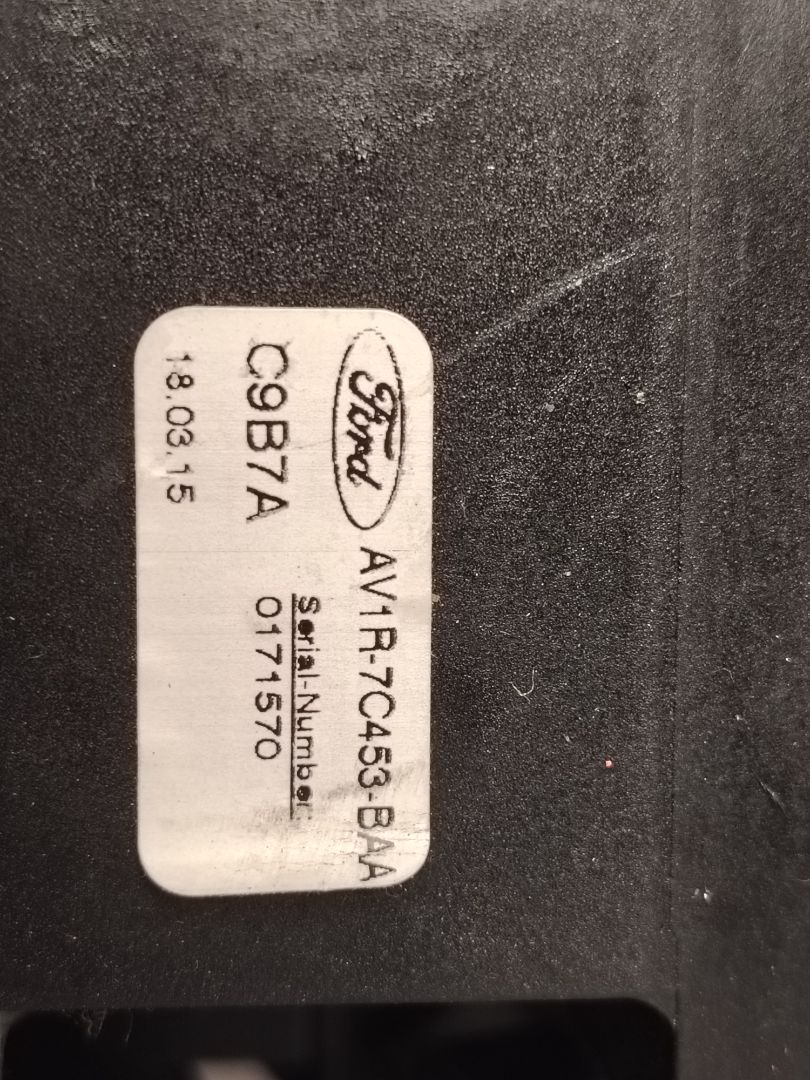 Ford AV1R-7C453-BAA
C9B7A
Serial-Number:
0171570
18.03.15